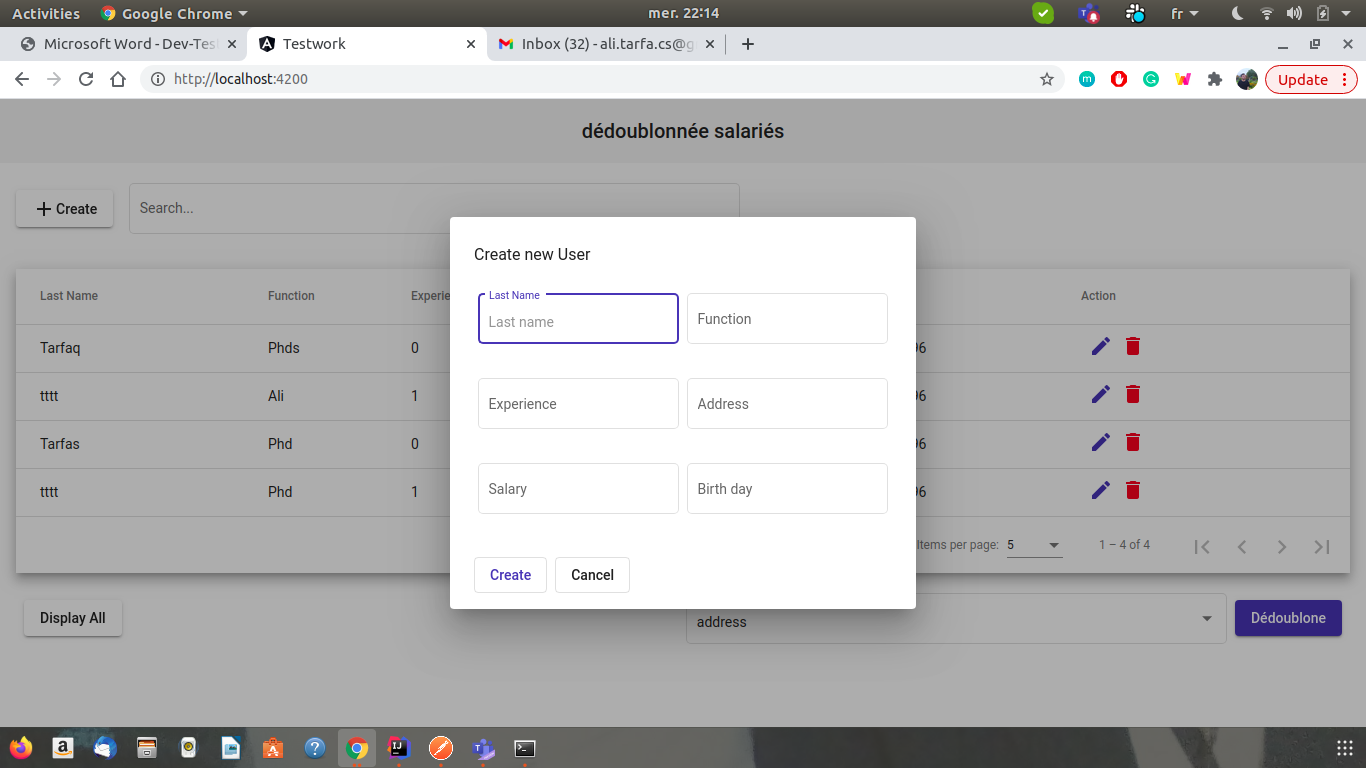 Activities Google Chrome mer. 22:14 fr
Microsoft Word - Dev-Tes Testwork Inbox (32) - ali.tarfa.cs@g
http://localhost:4200 Update
dédoublonnée salariés
Create Search...
Create new User
Last Name Function Experie Action
Last Name
Last name Function
Tarfaq Phds 0 96
tttt Ali 1 96
Experience Address
Tarfas Phd 0 96
tttt Phd 1 96
Salary Birth day
Items per page: 5 1 – 4 of 4
Create Cancel
Display All address Dédoublone